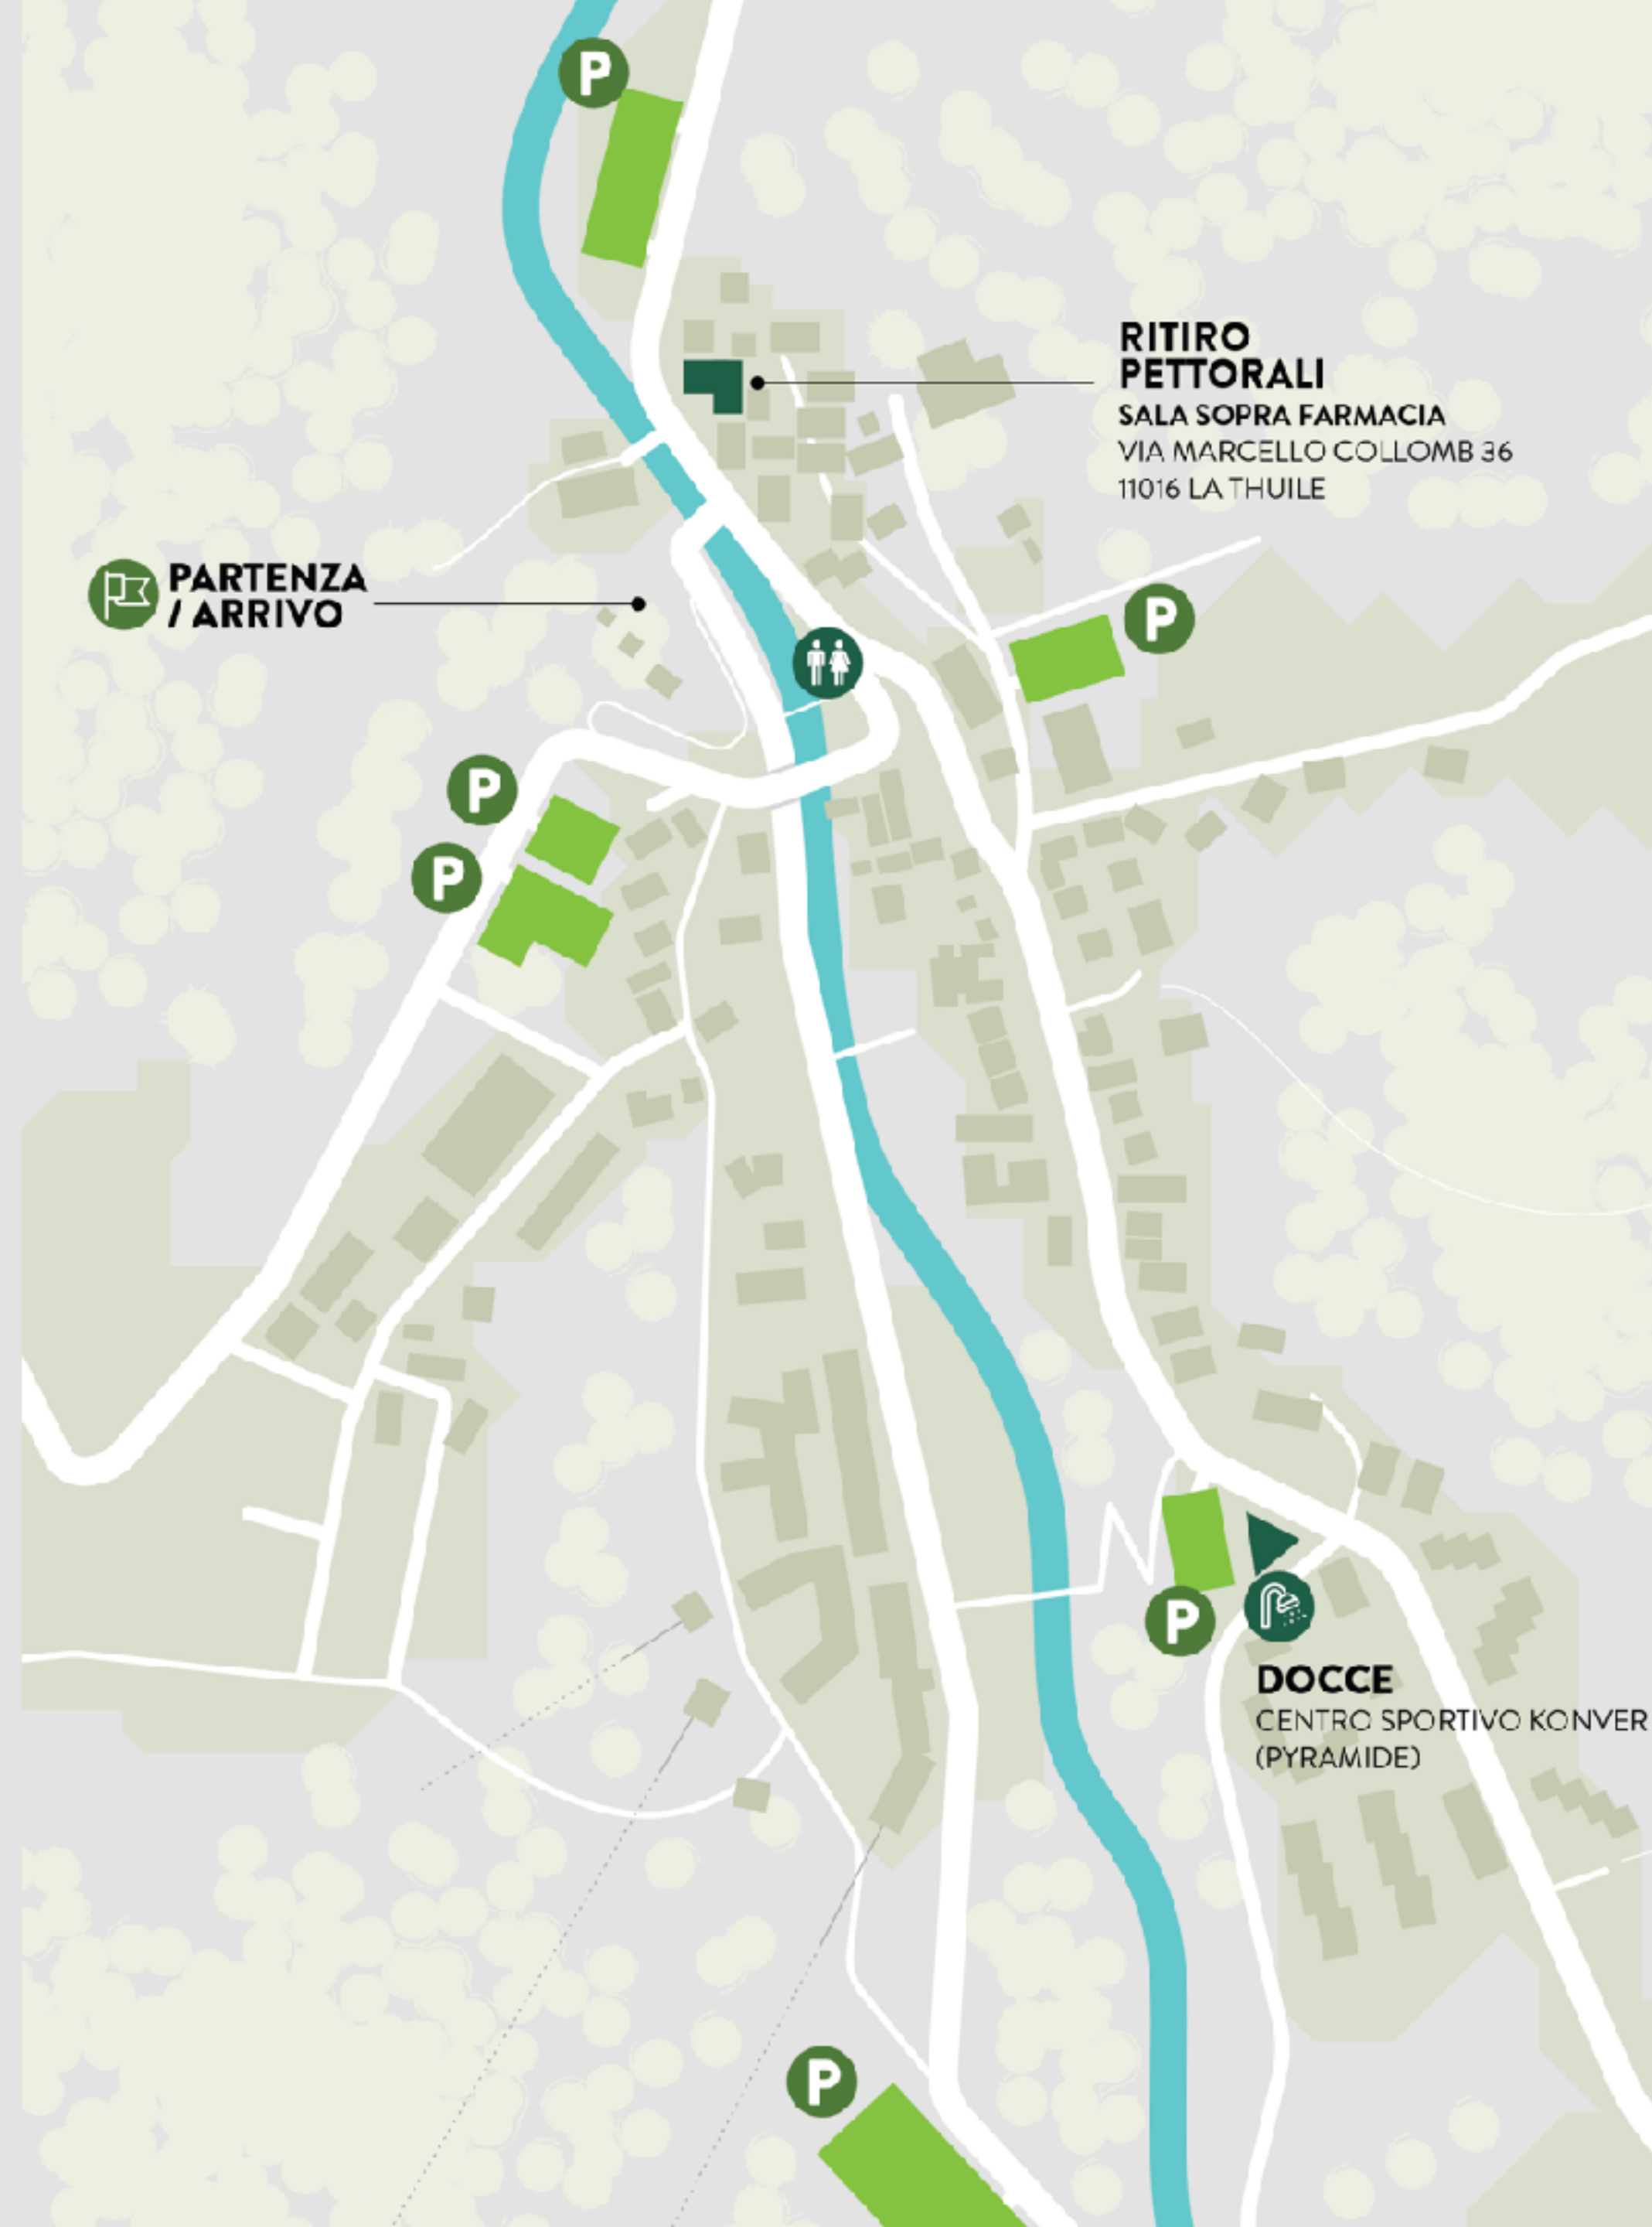 P
RITIRO
PETTORALI
SALA SOPRA FARMACIA
VIA MARCELLO COLLOMB 36
11016 LA THUILE
PARTENZA
/ ARRIVO
P
P
P
P
DOCCE
CENTRO SPORTIVO KONVER
(PYRAMIDE)
P